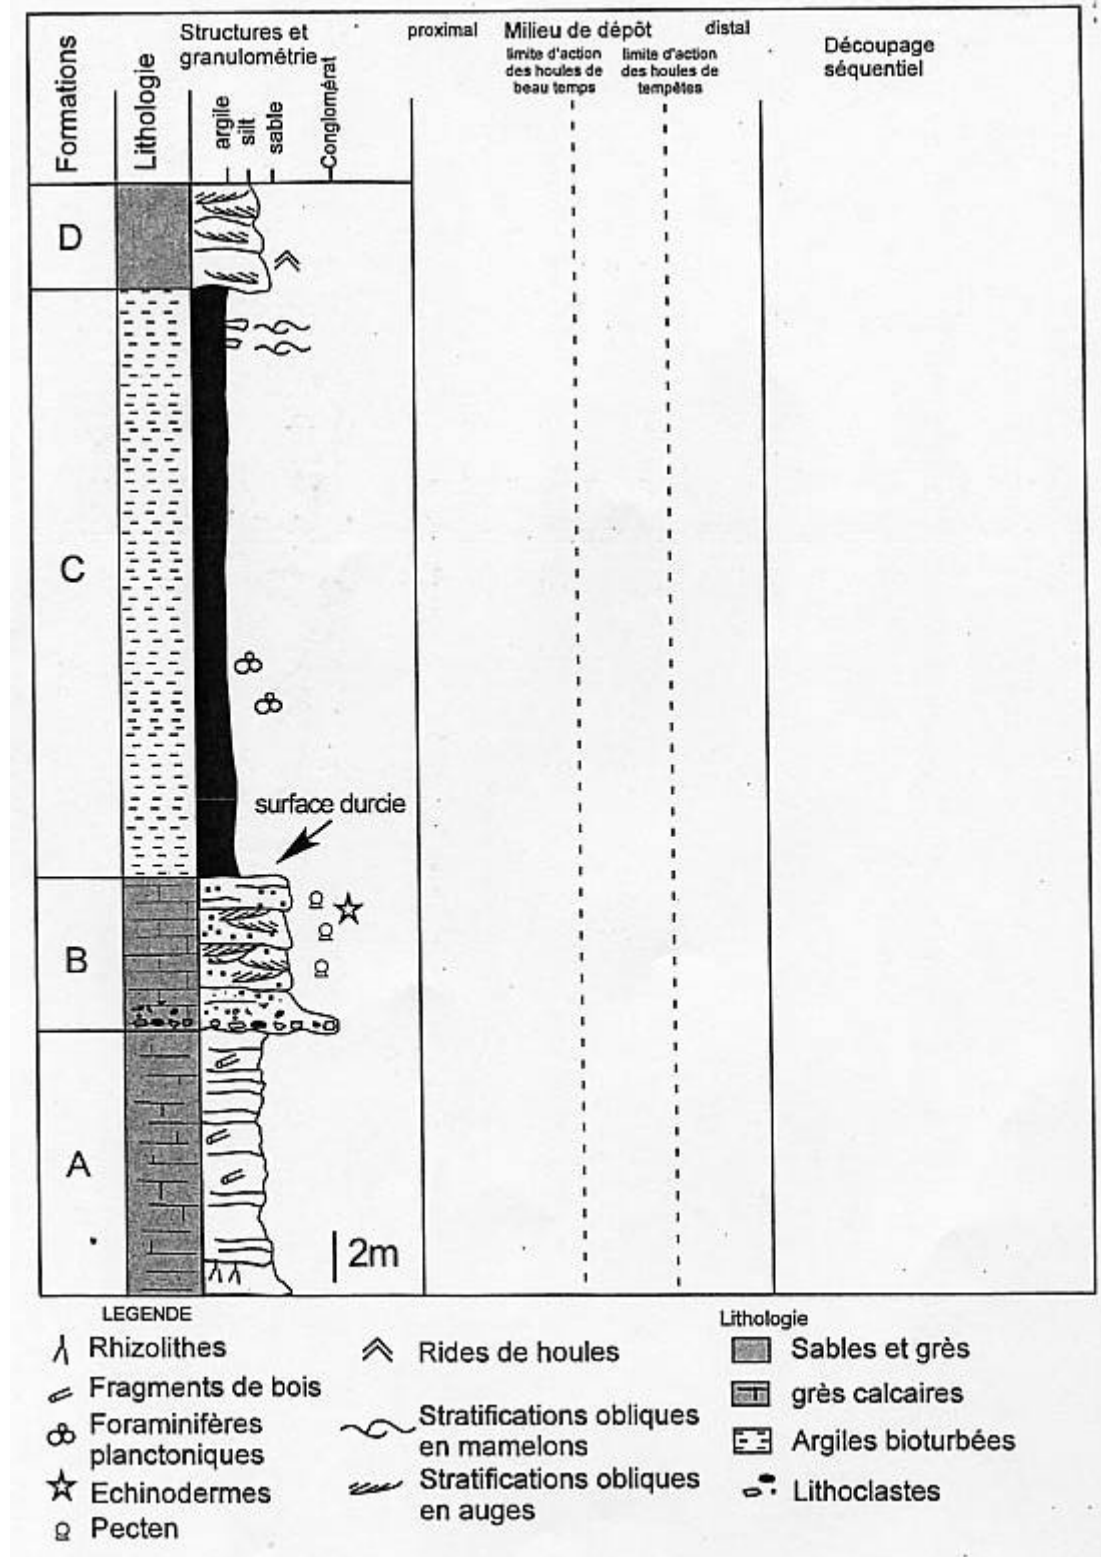 Formations
Lithologie
Structures et
granulométrie
argile
silt
sable
Conglomérat
proximal
Milieu de dépôt
distal
limite d'action
des houles de
beau temps
limite d'action
des houles de
tempêtes
Découpage
séquentiel
D
C
surface durcie
B
A
2m
LEGENDE
Rhizolithes
Fragments de bois
Foraminifères
planctoniques
Echinodermes
Pecten
Rides de houles
Stratifications obliques
en mamelons
Stratifications obliques
en auges
Lithologie
Sables et grès
grès calcaires
Argiles bioturbées
Lithoclastes